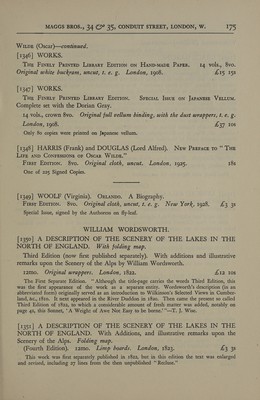 MAGGS BROS., 34 & 35, CONDUIT STREET, LONDON, W. 175
WILDE (Oscar)—continued.
[1346] WORKS.
THE FINELY PRINTED LIBRARY EDITION ON HAND-MADE PAPER. 14 vols., 8vo.
Original white buckram, uncut, t. e. g. London, 1908. £15 15s
[1347] WORKS.
THE FINELY PRINTED LIBRARY EDITION. SPECIAL ISSUE ON JAPANESE VELLUM.
Complete set with the Dorian Gray.
14 vols., crown 8vo. Original full vellum binding, with the dust wrappers, t. e. g.
London, 1908. £37 10s
Only 80 copies were printed on Japanese vellum.
[1348] HARRIS (Frank) and DOUGLAS (Lord Alfred). NEW PREFACE TO "THE
LIFE AND CONFESSIONS OF OSCAR WILDE."
FIRST EDITION. 8vo. Original cloth, uncut. London, 1925. 18s
One of 225 Signed Copies.
[1349] WOOLF (Virginia). ORLANDO. A Biography.
FIRST EDITION. 8vo. Original cloth, uncut, t. e. g. New York, 1928. £3 3s
Special Issue, signed by the Authoress on fly-leaf.
WILLIAM WORDSWORTH.
[1350] A DESCRIPTION OF THE SCENERY OF THE LAKES IN THE
NORTH OF ENGLAND. With folding map.
Third Edition (now first published separately). With additions and illustrative
remarks upon the Scenery of the Alps by William Wordsworth.
12mo. Original wrappers. London, 1822. £12 10s
The First Separate Edition. "Although the title-page carries the words Third Edition, this
was the first appearance of the work as a separate entity. Wordsworth's description (in an
abbreviated form) originally served as an introduction to Wilkinson's Selected Views in Cumber-
land, &c., 1810. It next appeared in the River Duddon in 1820. Then came the present so called
Third Edition of 1822, in which a considerable amount of fresh matter was added, notably on
page 40, this Sonnet, 'A Weight of Awe Not Easy to be borne.'"—T. J. Wise.
[1351] A DESCRIPTION OF THE SCENERY OF THE LAKES IN THE
NORTH OF ENGLAND. With Additions, and illustrative remarks upon the
Scenery of the Alps. Folding map.
(Fourth Edition). 12mo. Limp boards. London, 1823. £3 3s
This work was first separately published in 1822, but in this edition the text was enlarged
and revised, including 27 lines from the then unpublished "Recluse."